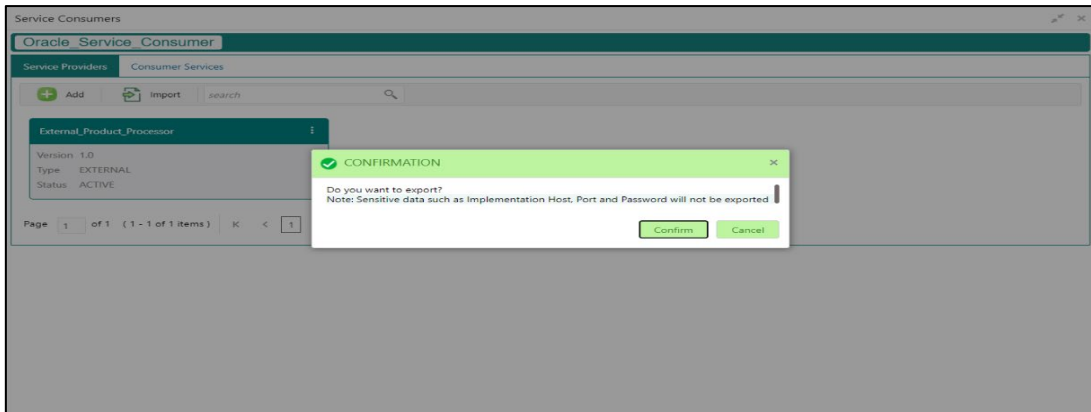 Service Consumers
Oracle_Service_Consumer
Service Providers Consumer Services
Add Import search
External_Product_Processor
Version 1.0
Type EXTERNAL
Status ACTIVE
Page 1 of 1 (1 - 1 of 1 items) K < 1
CONFIRMATION
Do you want to export?
Note: Sensitive data such as Implementation Host, Port and Password will not be exported
Confirm Cancel